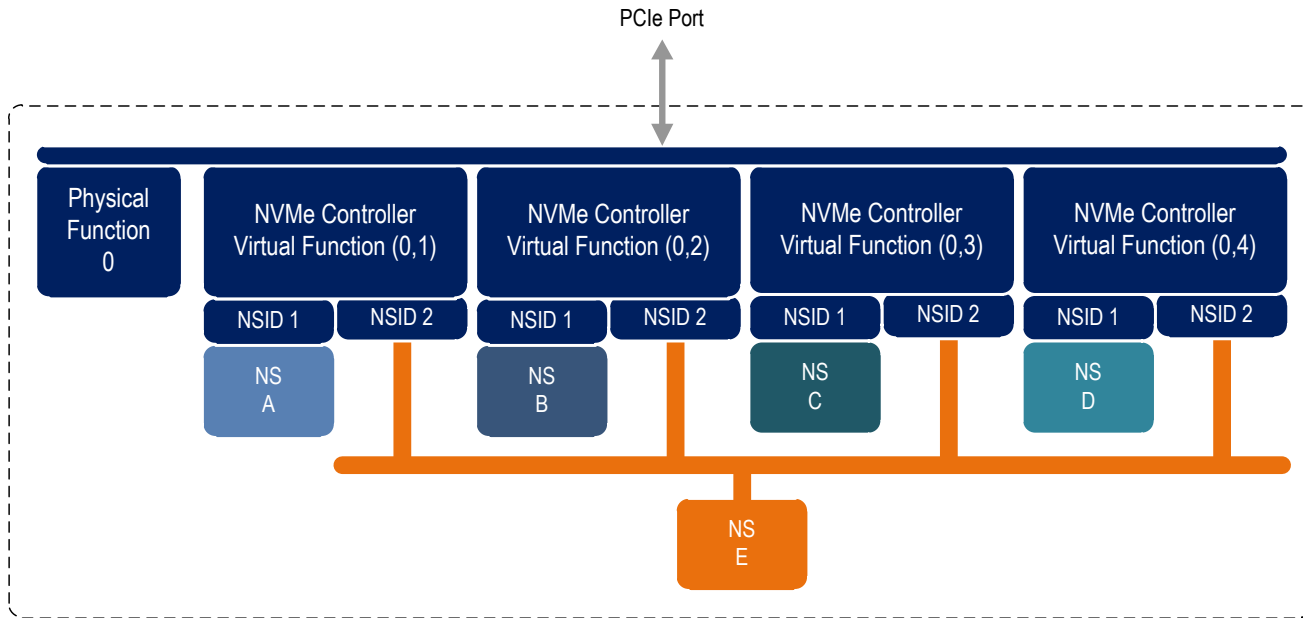 PCIe Port
Physical
Function
0
NVMe Controller
Virtual Function (0,1)
NVMe Controller
Virtual Function (0,2)
NVMe Controller
Virtual Function (0,3)
NVMe Controller
Virtual Function (0,4)
NSID 1
NSID 2
NSID 1
NSID 2
NSID 1
NSID 2
NSID 1
NSID 2
NS
A
NS
B
NS
C
NS
D
NS
E